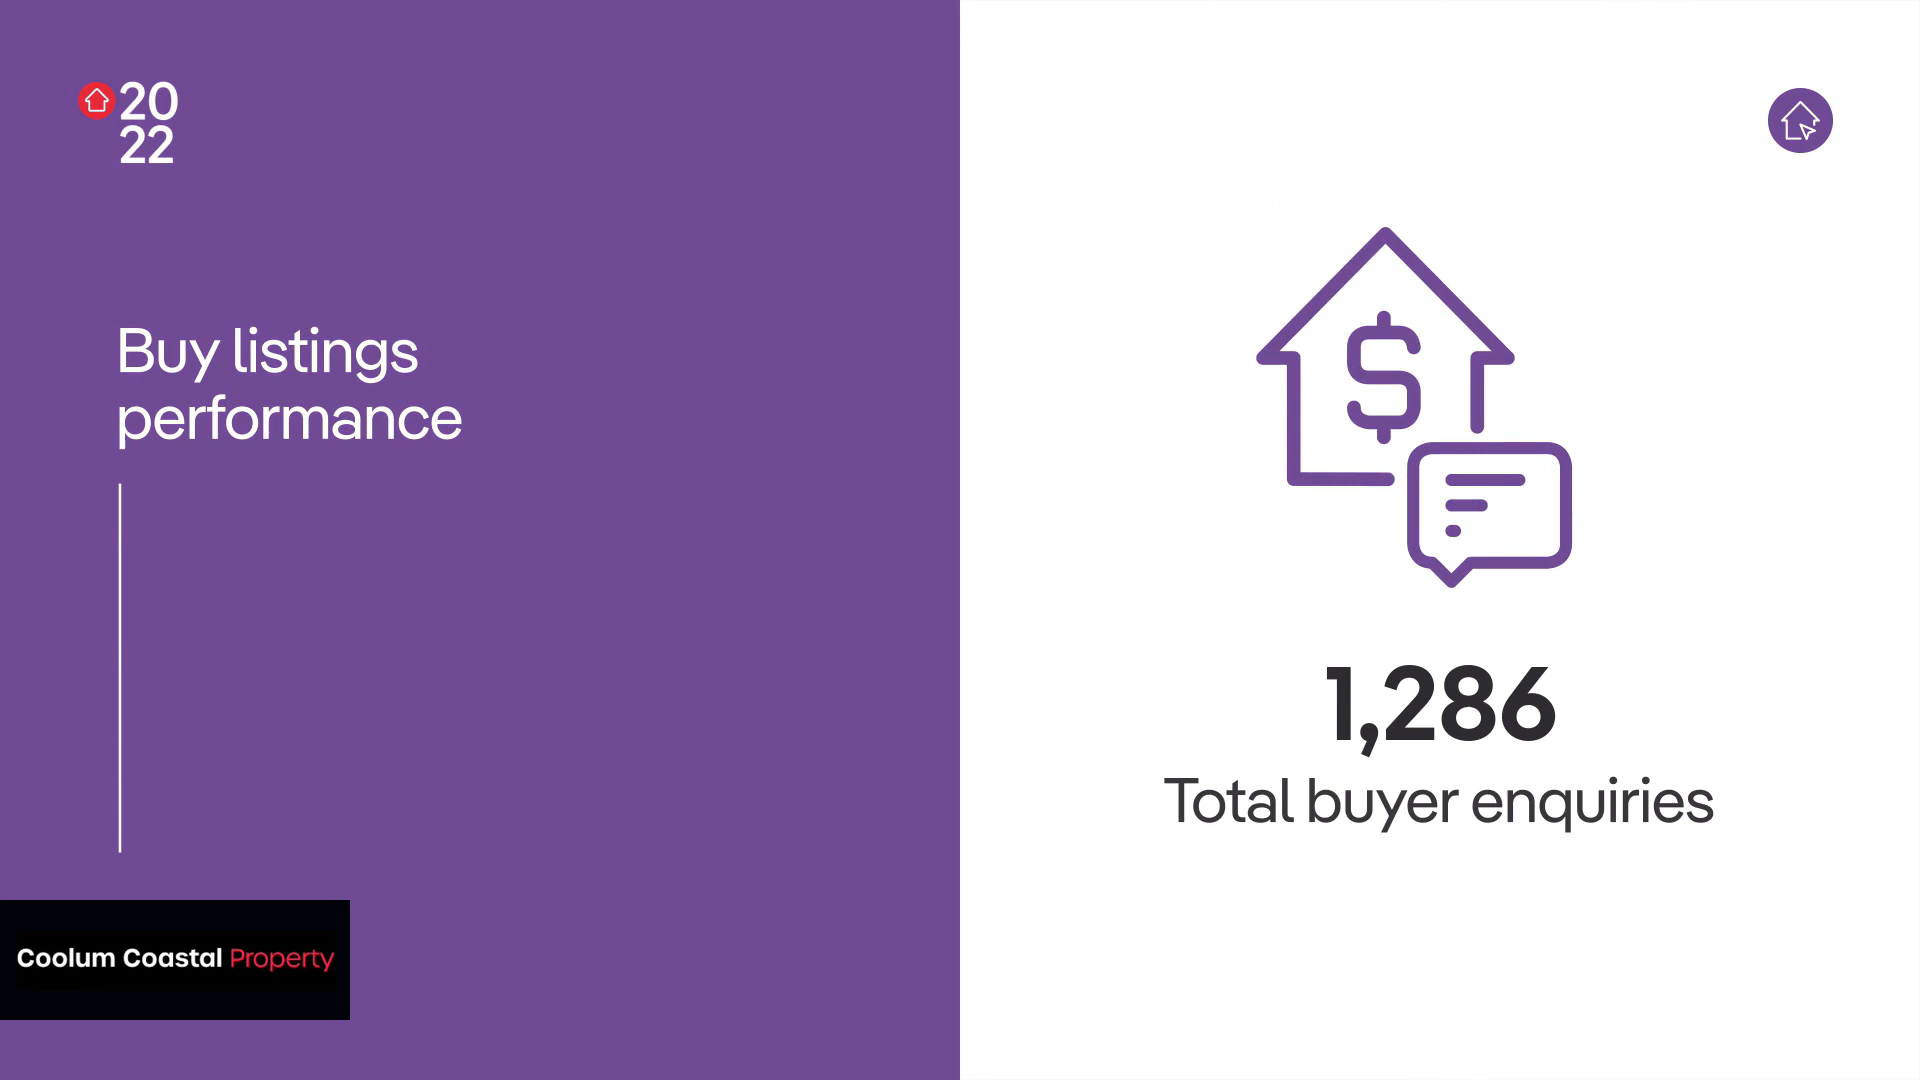 20
22
Buy listings
performance
Coolum Coastal Property
$
1,286
Total buyer enquiries